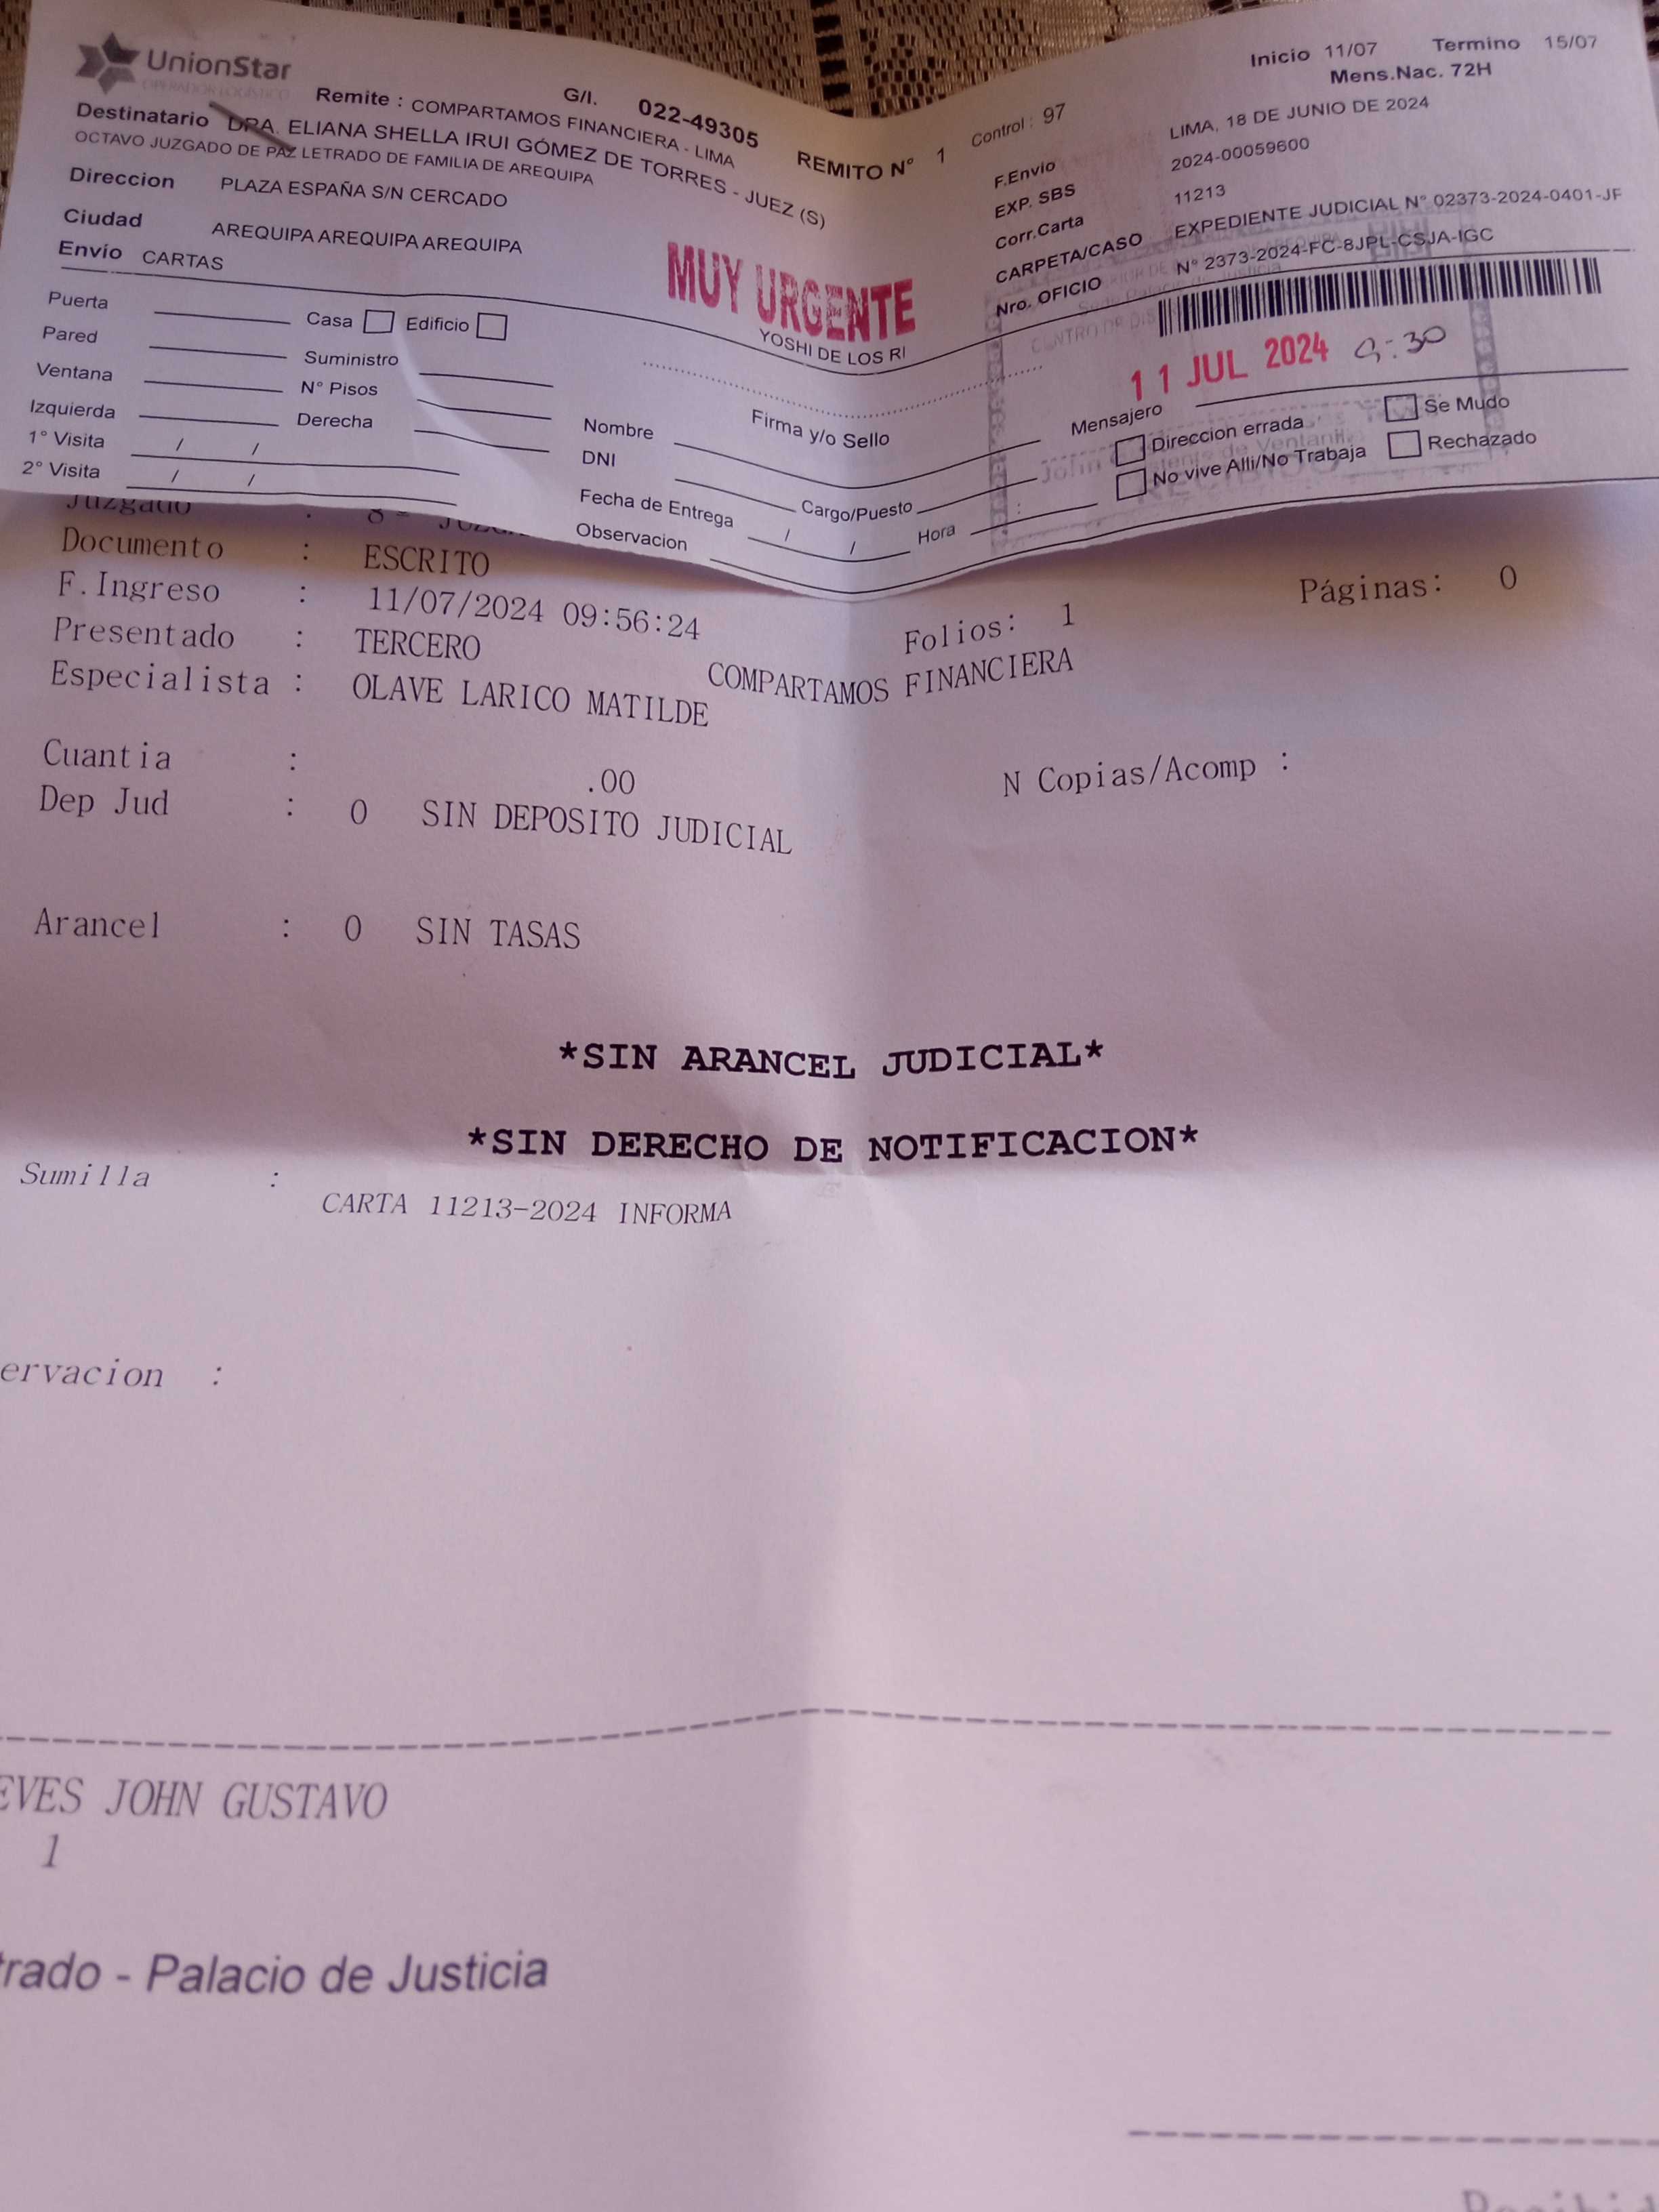 UnionStar
OPERADOR LOGÍSTICO
G/I. 022-49305
Remite : COMPARTAMOS FINANCIERA - LIMA
REMITO N° 1
Control : 97
Inicio 11/07 Termino 15/07
Mens.Nac. 72H
Destinatario DRA. ELIANA SHELLA IRUI GÓMEZ DE TORRES - JUEZ (S)
OCTAVO JUZGADO DE PAZ LETRADO DE FAMILIA DE AREQUIPA
Direccion PLAZA ESPAÑA S/N CERCADO
Ciudad AREQUIPA AREQUIPA AREQUIPA
Envío CARTAS
F.Envio LIMA, 18 DE JUNIO DE 2024
EXP. SBS 2024-00059600
Corr.Carta 11213
CARPETA/CASO EXPEDIENTE JUDICIAL N° 02373-2024-0401-JF
Nro. OFICIO N° 2373-2024-FC-8JPL-CSJA-IGC
MUY URGENTE
YOSHI DE LOS RI
11 JUL 2024 9:30
Puerta Casa Edificio
Pared Suministro
Ventana N° Pisos
Izquierda Derecha
1° Visita / /
2° Visita / /
Firma y/o Sello
Nombre
DNI Cargo/Puesto
Fecha de Entrega / / Hora :
Observacion
Mensajero
Direccion errada Se Mudo
No vive Alli/No Trabaja Rechazado
Juzgado : 8°
Documento : ESCRITO
F.Ingreso : 11/07/2024 09:56:24 Folios: 1 Páginas: 0
Presentado : TERCERO COMPARTAMOS FINANCIERA
Especialista : OLAVE LARICO MATILDE
Cuantia : .00 N Copias/Acomp :
Dep Jud : 0 SIN DEPOSITO JUDICIAL
Arancel : 0 SIN TASAS
*SIN ARANCEL JUDICIAL*
*SIN DERECHO DE NOTIFICACION*
Sumilla :
CARTA 11213-2024 INFORMA
ervacion :
EVES JOHN GUSTAVO
1
trado - Palacio de Justicia